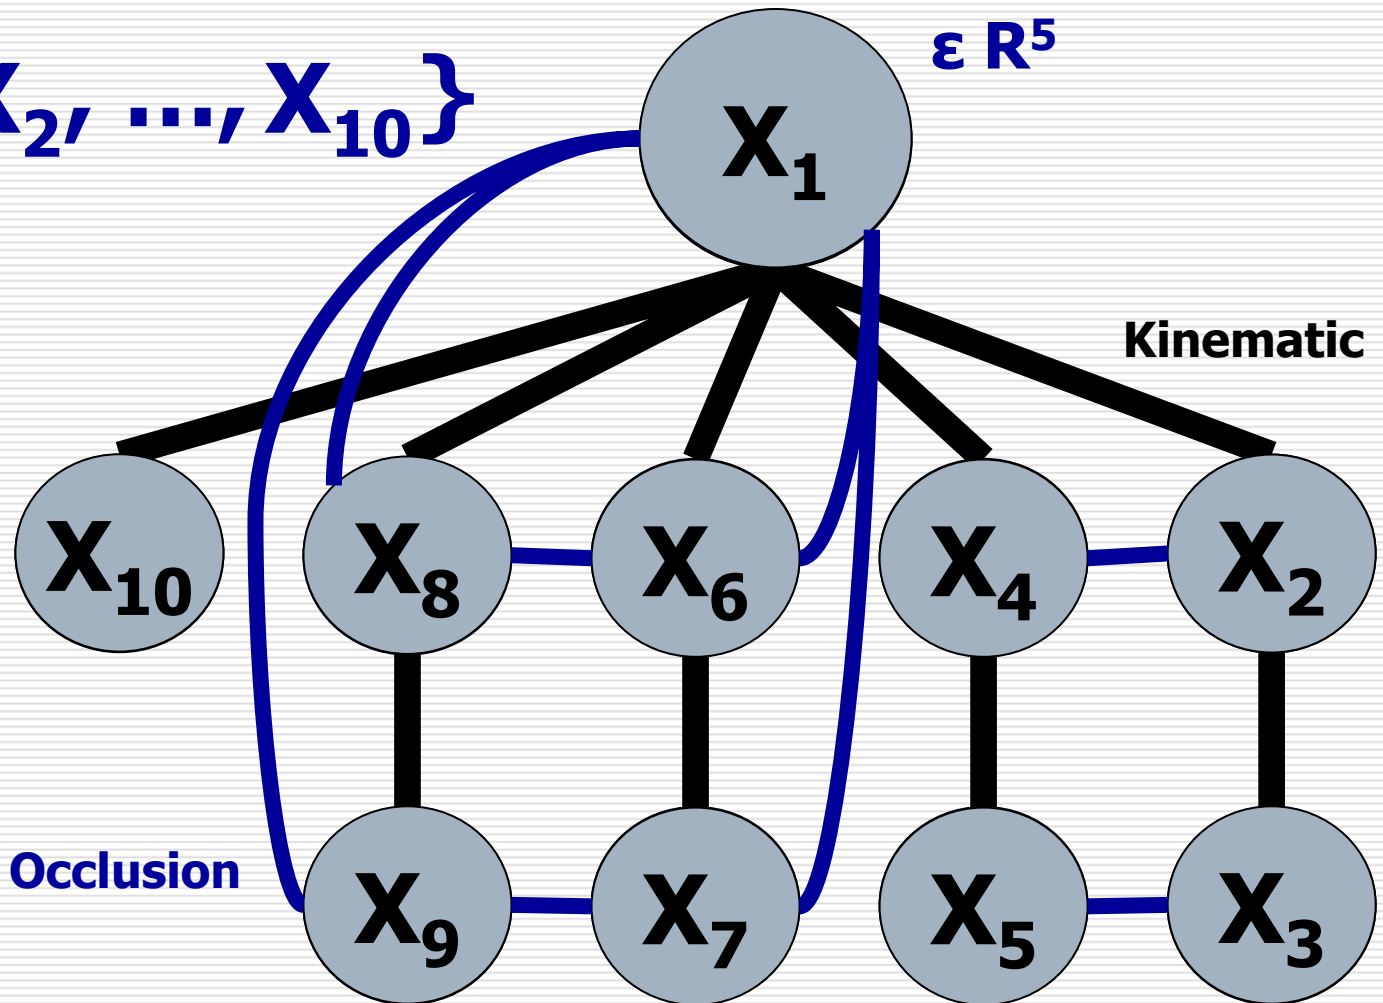 X₂, ..., X₁₀}
ε R⁵
X₁
Kinematic
X₁₀
X₈
X₆
X₄
X₂
Occlusion
X₉
X₇
X₅
X₃